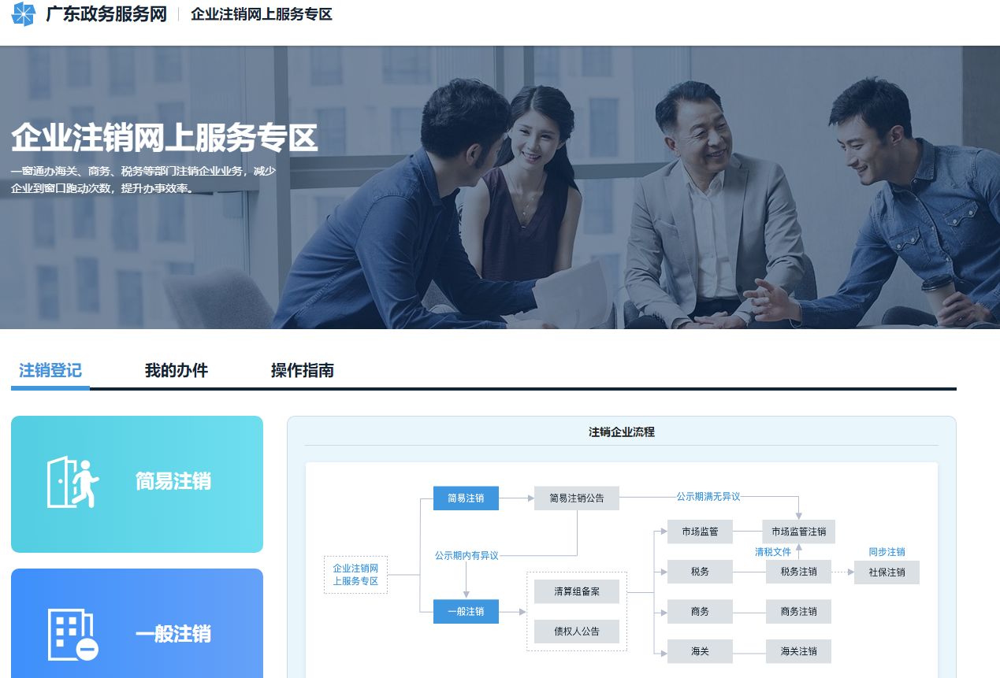 广东政务服务网
企业注销网上服务专区
企业注销网上服务专区
一窗通办海关、商务、税务等部门注销企业业务，减少
企业到窗口跑动次数，提升办事效率。
注销登记
我的办件
操作指南
简易注销
一般注销
注销企业流程
企业注销网
上服务专区
简易注销
简易注销公告
公示期满无异议
公示期内有异议
一般注销
清算组备案
债权人公告
市场监管
市场监管注销
清税文件
同步注销
税务
税务注销
社保注销
商务
商务注销
海关
海关注销